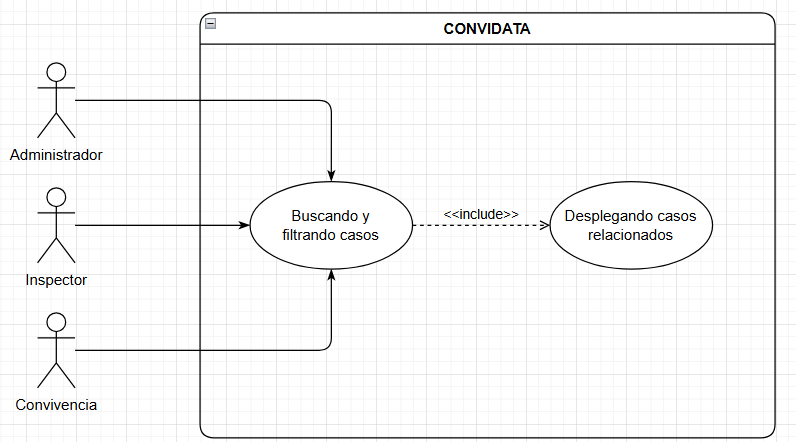 CONVIDATA
Administrador
Buscando y
filtrando casos
<<include>>
Desplegando casos
relacionados
Inspector
Convivencia